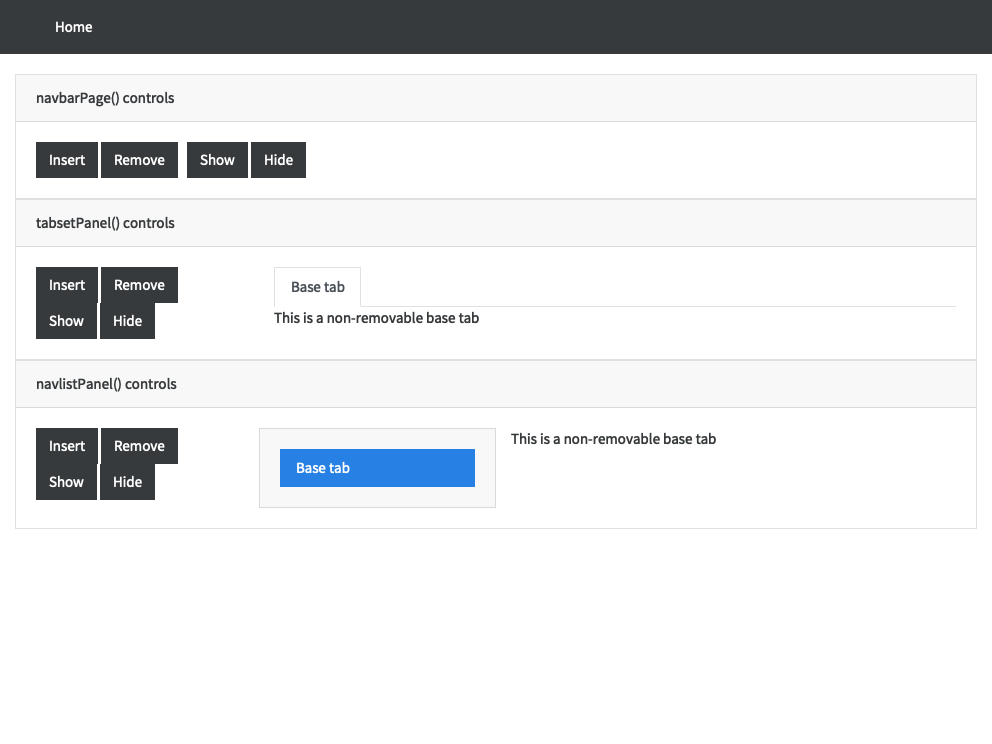 Home
navbarPage() controls
Insert Remove Show Hide
tabsetPanel() controls
Insert Remove
Show Hide
Base tab
This is a non-removable base tab
navlistPanel() controls
Insert Remove
Show Hide
Base tab
This is a non-removable base tab